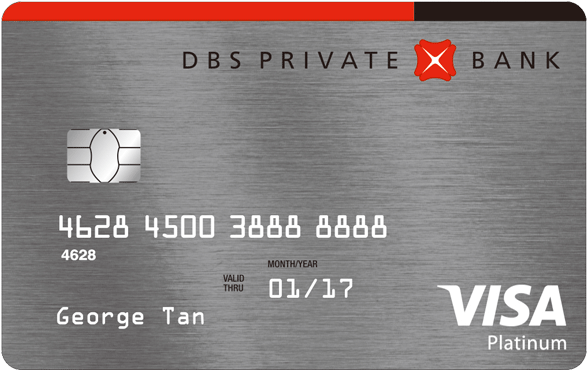 DBS PRIVATE BANK
4628 4500 3888 8888
4628
MONTH/YEAR
VALID THRU 01/17
George Tan
VISA
Platinum